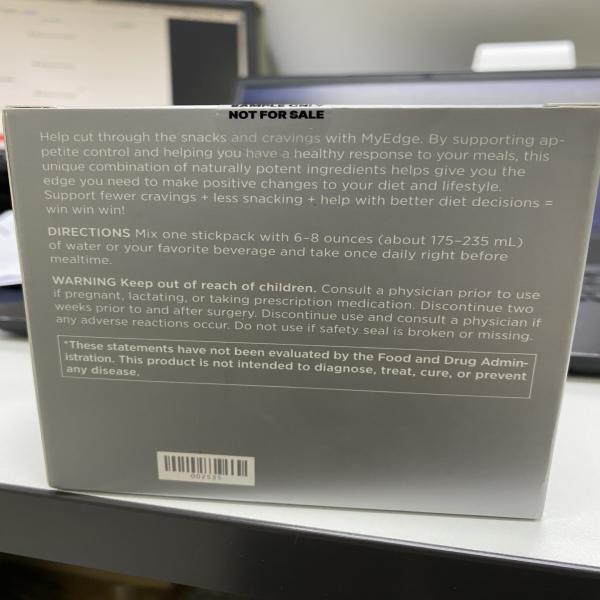 NOT FOR SALE
Help cut through the snacks and cravings with MyEdge. By supporting ap-
petite control and helping you have a healthy response to your meals, this
unique combination of naturally potent ingredients helps give you the
edge you need to make positive changes to your diet and lifestyle.
Support fewer cravings + less snacking + help with better diet decisions =
win win win!
DIRECTIONS Mix one stickpack with 6–8 ounces (about 175–235 mL)
of water or your favorite beverage and take once daily right before
mealtime.
WARNING Keep out of reach of children. Consult a physician prior to use
if pregnant, lactating, or taking prescription medication. Discontinue two
weeks prior to and after surgery. Discontinue use and consult a physician if
any adverse reactions occur. Do not use if safety seal is broken or missing.
*These statements have not been evaluated by the Food and Drug Admin-
istration. This product is not intended to diagnose, treat, cure, or prevent
any disease.
002535